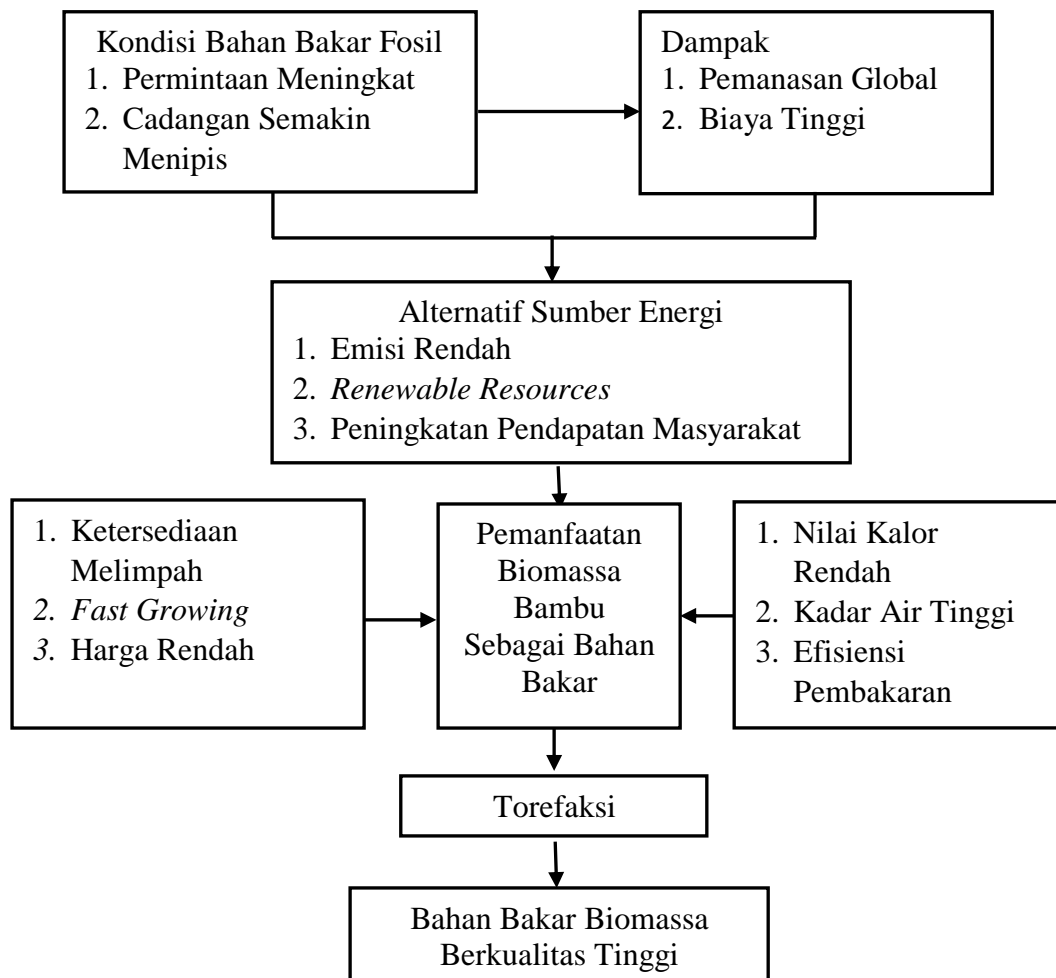 Kondisi Bahan Bakar Fosil
1. Permintaan Meningkat
2. Cadangan Semakin
Menipis
Dampak
1. Pemanasan Global
2. Biaya Tinggi
Alternatif Sumber Energi
1. Emisi Rendah
2. Renewable Resources
3. Peningkatan Pendapatan Masyarakat
1. Ketersediaan
Melimpah
2. Fast Growing
3. Harga Rendah
Pemanfaatan
Biomassa
Bambu
Sebagai Bahan
Bakar
1. Nilai Kalor
Rendah
2. Kadar Air Tinggi
3. Efisiensi
Pembakaran
Torefaksi
Bahan Bakar Biomassa
Berkualitas Tinggi